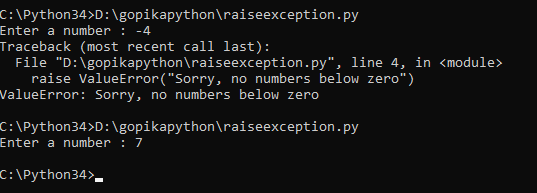 C:\Python34>D:\gopikapython\raiseexception.py
Enter a number : -4
Traceback (most recent call last):
  File "D:\gopikapython\raiseexception.py", line 4, in <module>
    raise ValueError("Sorry, no numbers below zero")
ValueError: Sorry, no numbers below zero

C:\Python34>D:\gopikapython\raiseexception.py
Enter a number : 7

C:\Python34>